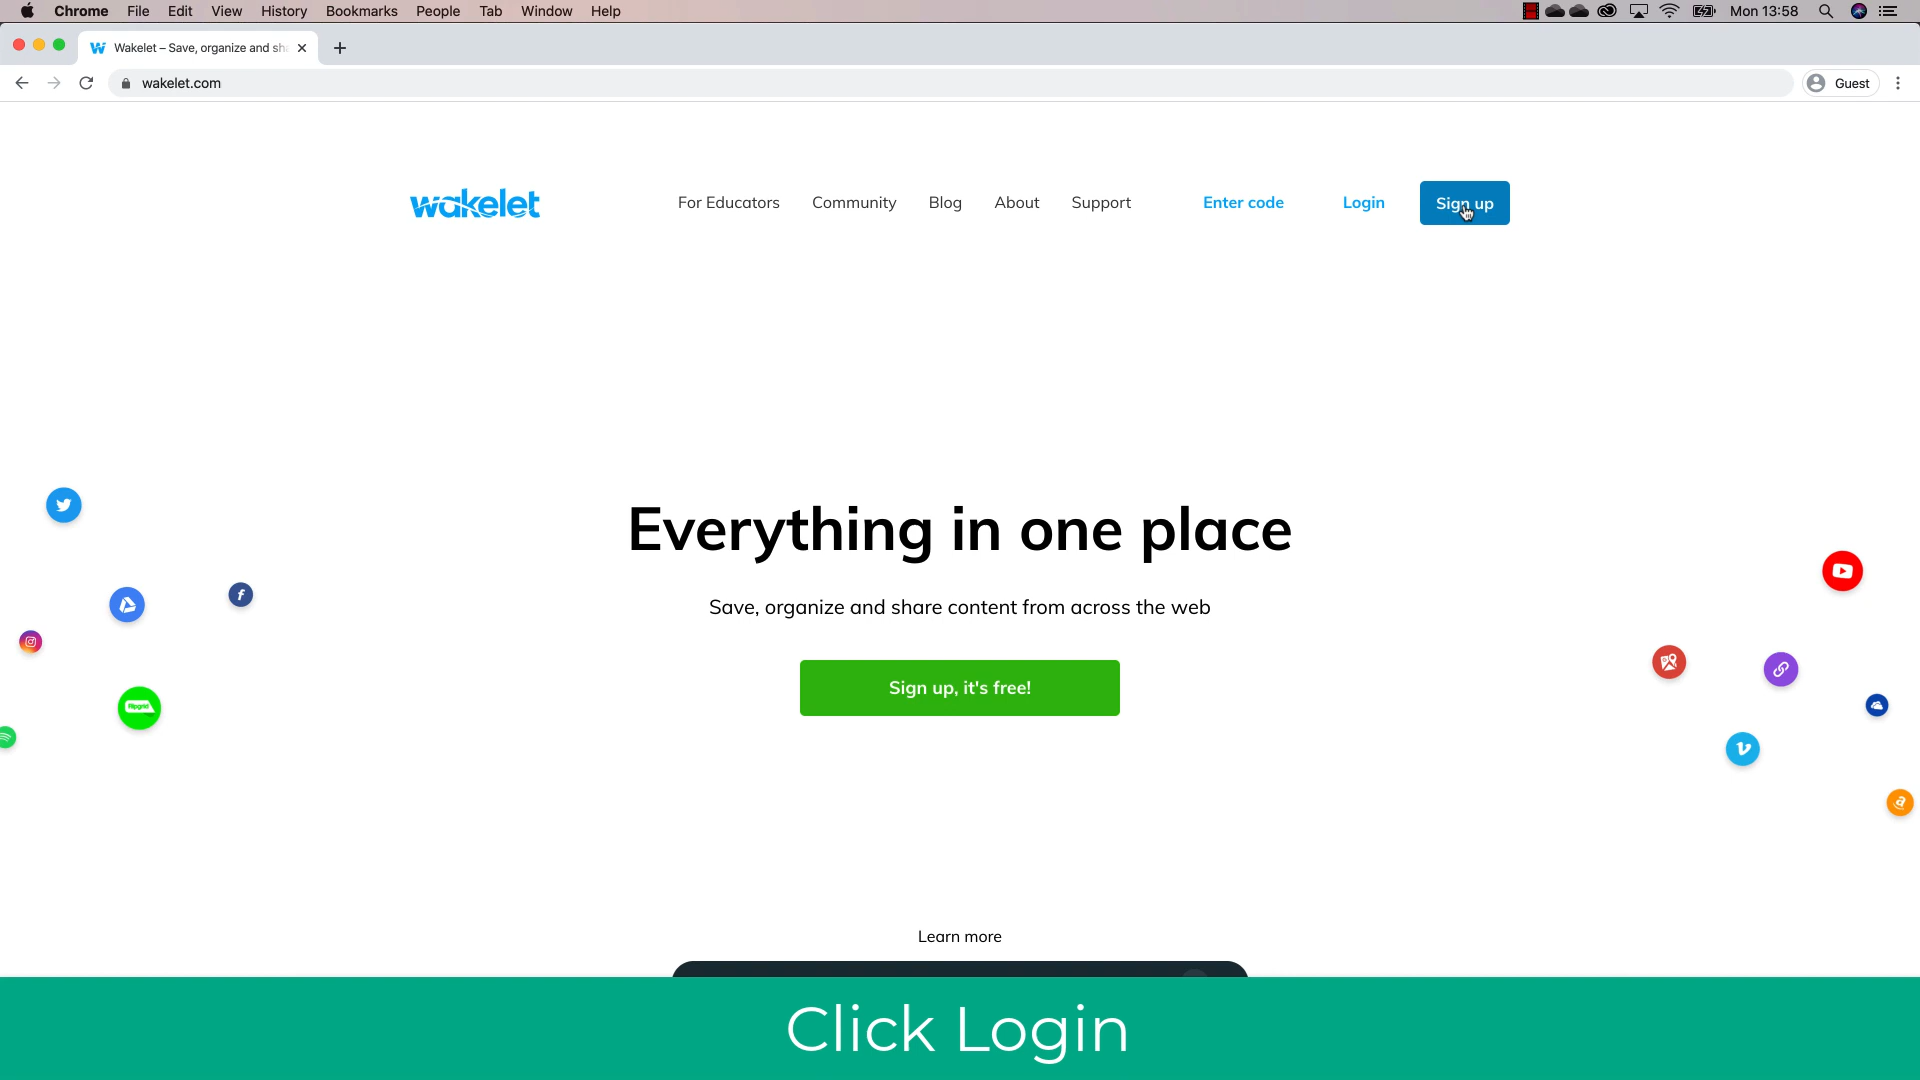 Chrome File Edit View History Bookmarks People Tab Window Help Mon 13:58
Wakelet – Save, organize and sh
wakelet.com Guest
wakelet For Educators Community Blog About Support Enter code Login Sign up
Everything in one place
Save, organize and share content from across the web
Flipgrid
Sign up, it's free!
Learn more
Click Login